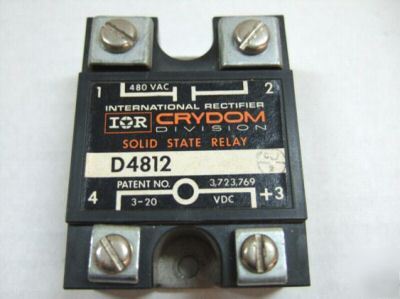 1 480 VAC 2
INTERNATIONAL RECTIFIER
IOR CRYDOM
DIVISION
SOLID STATE RELAY
D4812
PATENT NO. 3,723,769
4 3-20 VDC +3